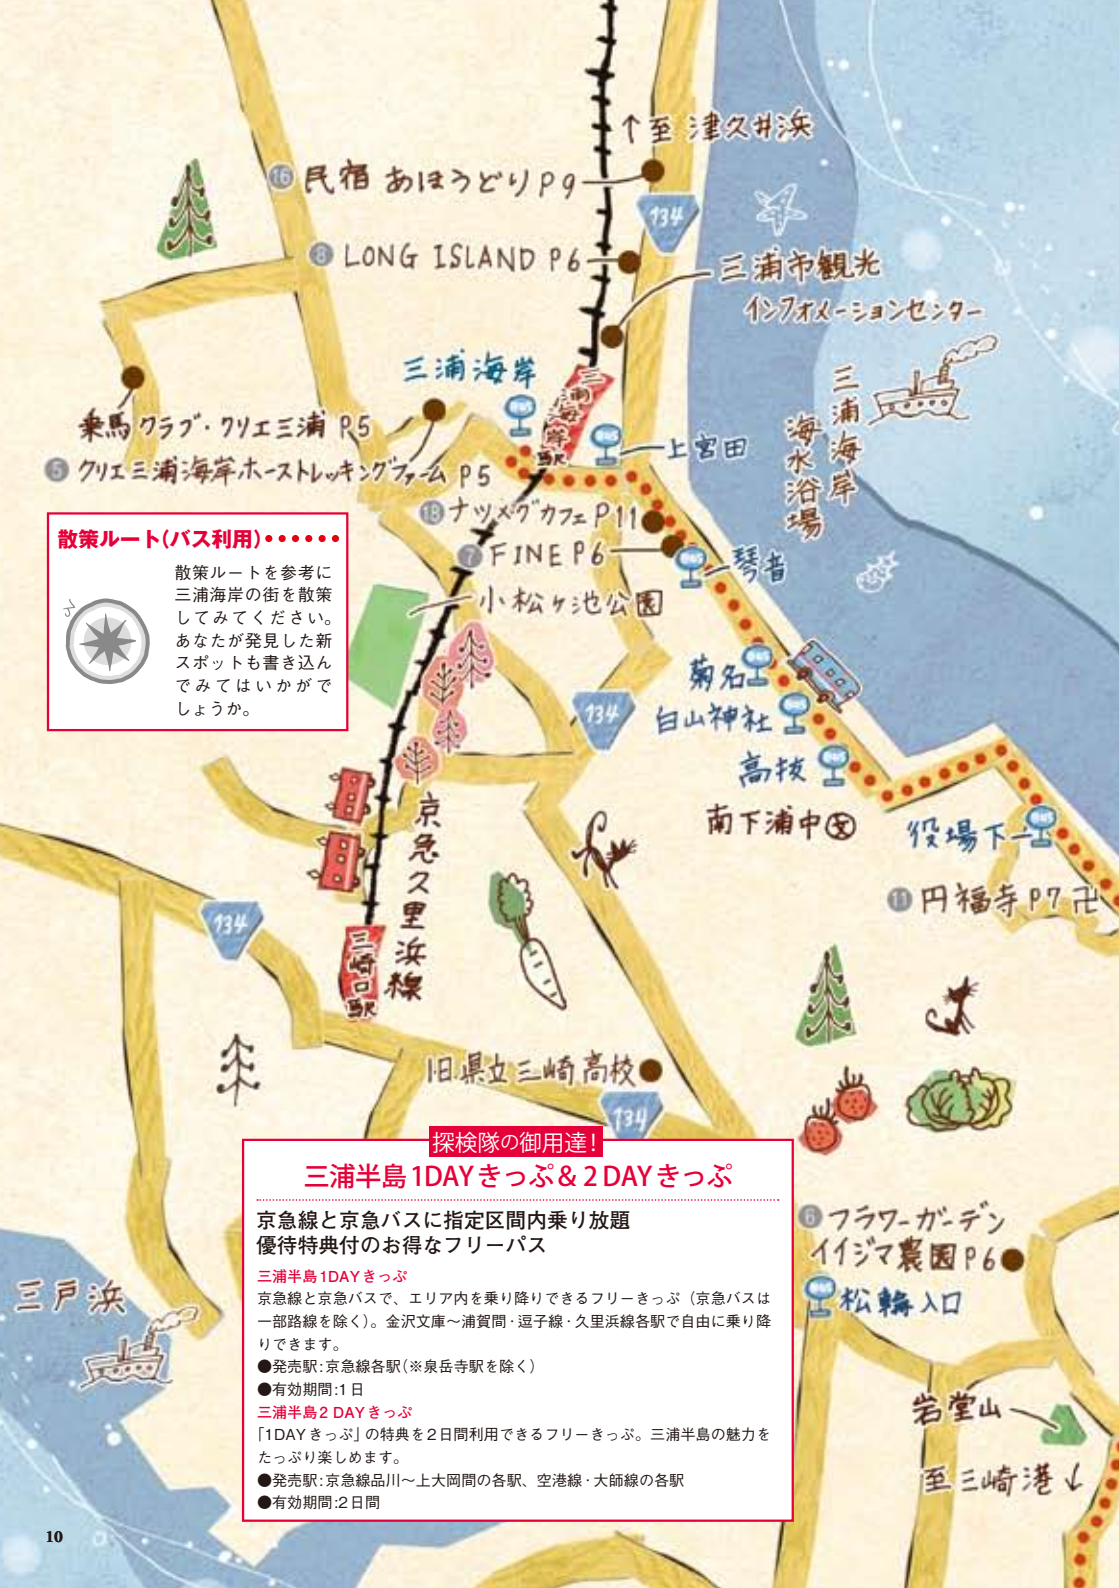 ↑至 津久井浜
16 民宿 あほうどり P9
134
8 LONG ISLAND P6
三浦市観光
インフォメーションセンター
三浦海岸
三浦海岸駅
三浦海岸
海水浴場
乗馬クラブ・クリエ三浦 P5
BUS
BUS
上宮田
5 クリエ三浦海岸ホーストレッキングファーム P5
18 ナツメグカフェ P11
7 FINE P6
BUS
琴音
小松ヶ池公園
散策ルート(バス利用)••••••
散策ルートを参考に
三浦海岸の街を散策
してみてください。
あなたが発見した新
スポットも書き込ん
でみてはいかがで
しょうか。
菊名
BUS
134
白山神社
BUS
高抜
BUS
南下浦中 文
役場下
BUS
京急久里浜線
11 円福寺 P7 卍
134
三崎口駅
旧県立三崎高校
134
探検隊の御用達!
三浦半島1DAYきっぷ&2DAYきっぷ
京急線と京急バスに指定区間内乗り放題
優待特典付のお得なフリーパス
三浦半島1DAYきっぷ
京急線と京急バスで、エリア内を乗り降りできるフリーきっぷ(京急バスは
一部路線を除く)。金沢文庫〜浦賀間・逗子線・久里浜線各駅で自由に乗り降
りできます。
●発売駅:京急線各駅(※泉岳寺駅を除く)
●有効期間:1日
三浦半島2 DAYきっぷ
「1DAYきっぷ」の特典を2日間利用できるフリーきっぷ。三浦半島の魅力を
たっぷり楽しめます。
●発売駅:京急線品川〜上大岡間の各駅、空港線・大師線の各駅
●有効期間:2日間
6 フラワーガーデン
イイジマ農園 P6
BUS
松輪入口
三戸浜
岩堂山
至 三崎港 ↓
10